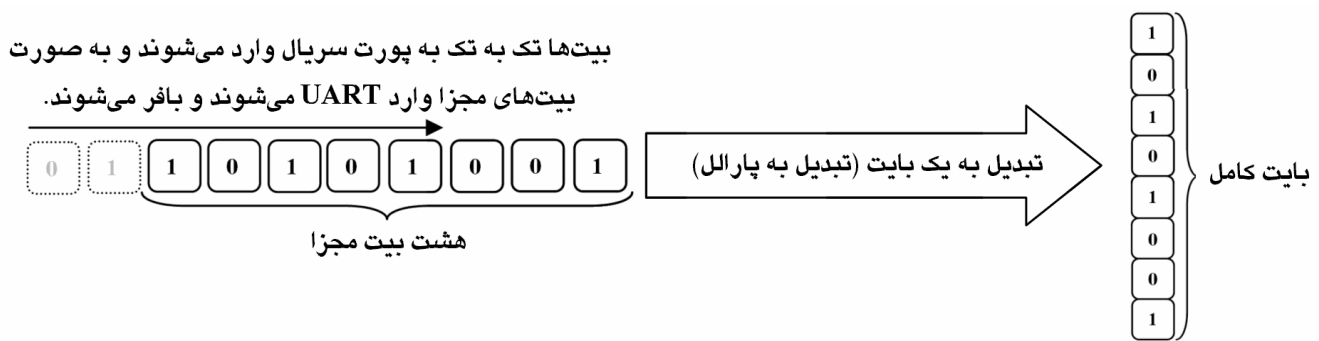 بیت‌ها تک به تک به پورت سریال وارد می‌شوند و به صورت
بیت‌های مجزا وارد UART می‌شوند و بافر می‌شوند.
0 1 1 0 1 0 1 0 0 1
هشت بیت مجزا
تبدیل به یک بایت (تبدیل به پارالل)
1
0
1
0
1
0
0
1
بایت کامل